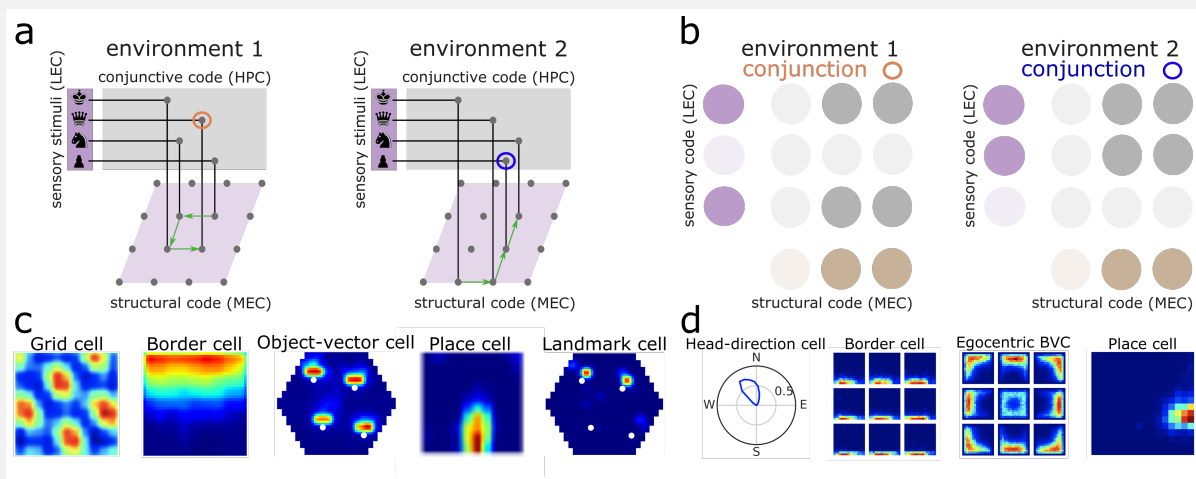 a
environment 1
conjunctive code (HPC)
sensory stimuli (LEC)
structural code (MEC)
environment 2
conjunctive code (HPC)
sensory stimuli (LEC)
structural code (MEC)
b
environment 1
conjunction
sensory code (LEC)
structural code (MEC)
environment 2
conjunction
sensory code (LEC)
structural code (MEC)
c
Grid cell
Border cell
Object-vector cell
Place cell
Landmark cell
d
Head-direction cell
N
0.5
W
E
S
Border cell
Egocentric BVC
Place cell